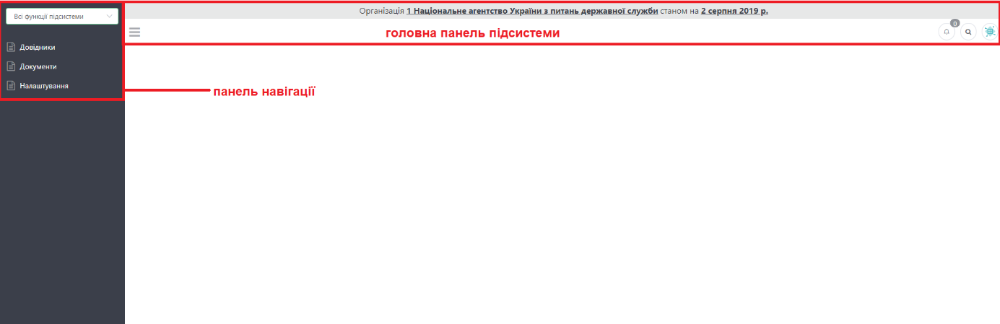 Всі функції підсистеми
Організація 1 Національне агентство України з питань державної служби станом на 2 серпня 2019 р.
головна панель підсистеми
0
Довідники
Документи
Налаштування
панель навігації